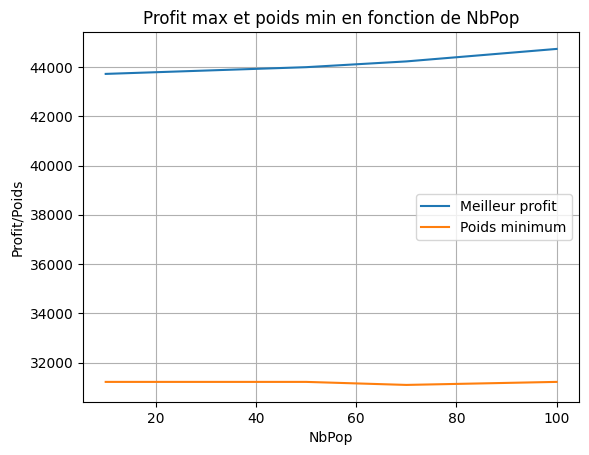 Profit max et poids min en fonction de NbPop
Profit/Poids
44000
42000
40000
38000
36000
34000
32000
Meilleur profit
Poids minimum
20 40 60 80 100
NbPop